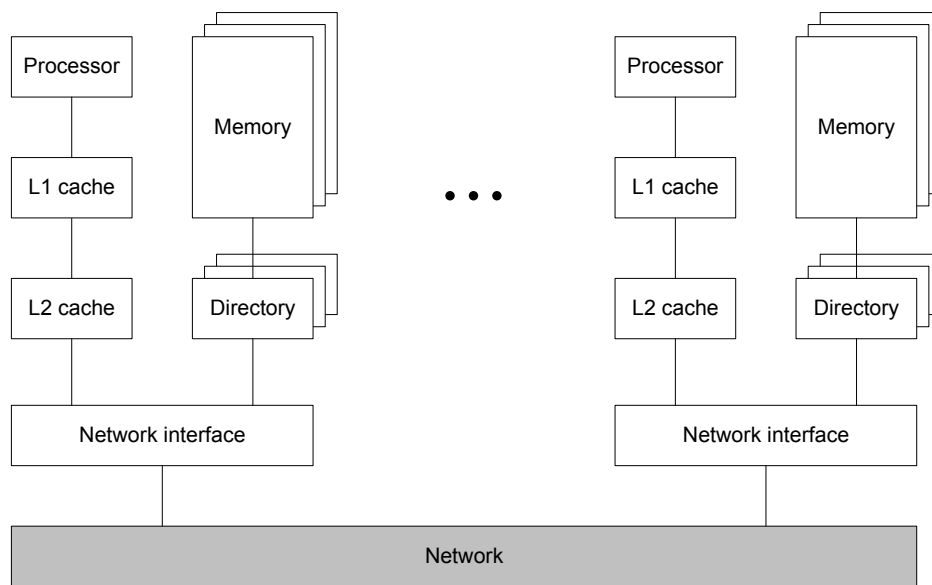 Processor
Memory
L1 cache
L2 cache
Directory
Network interface
Processor
Memory
L1 cache
L2 cache
Directory
Network interface
Network